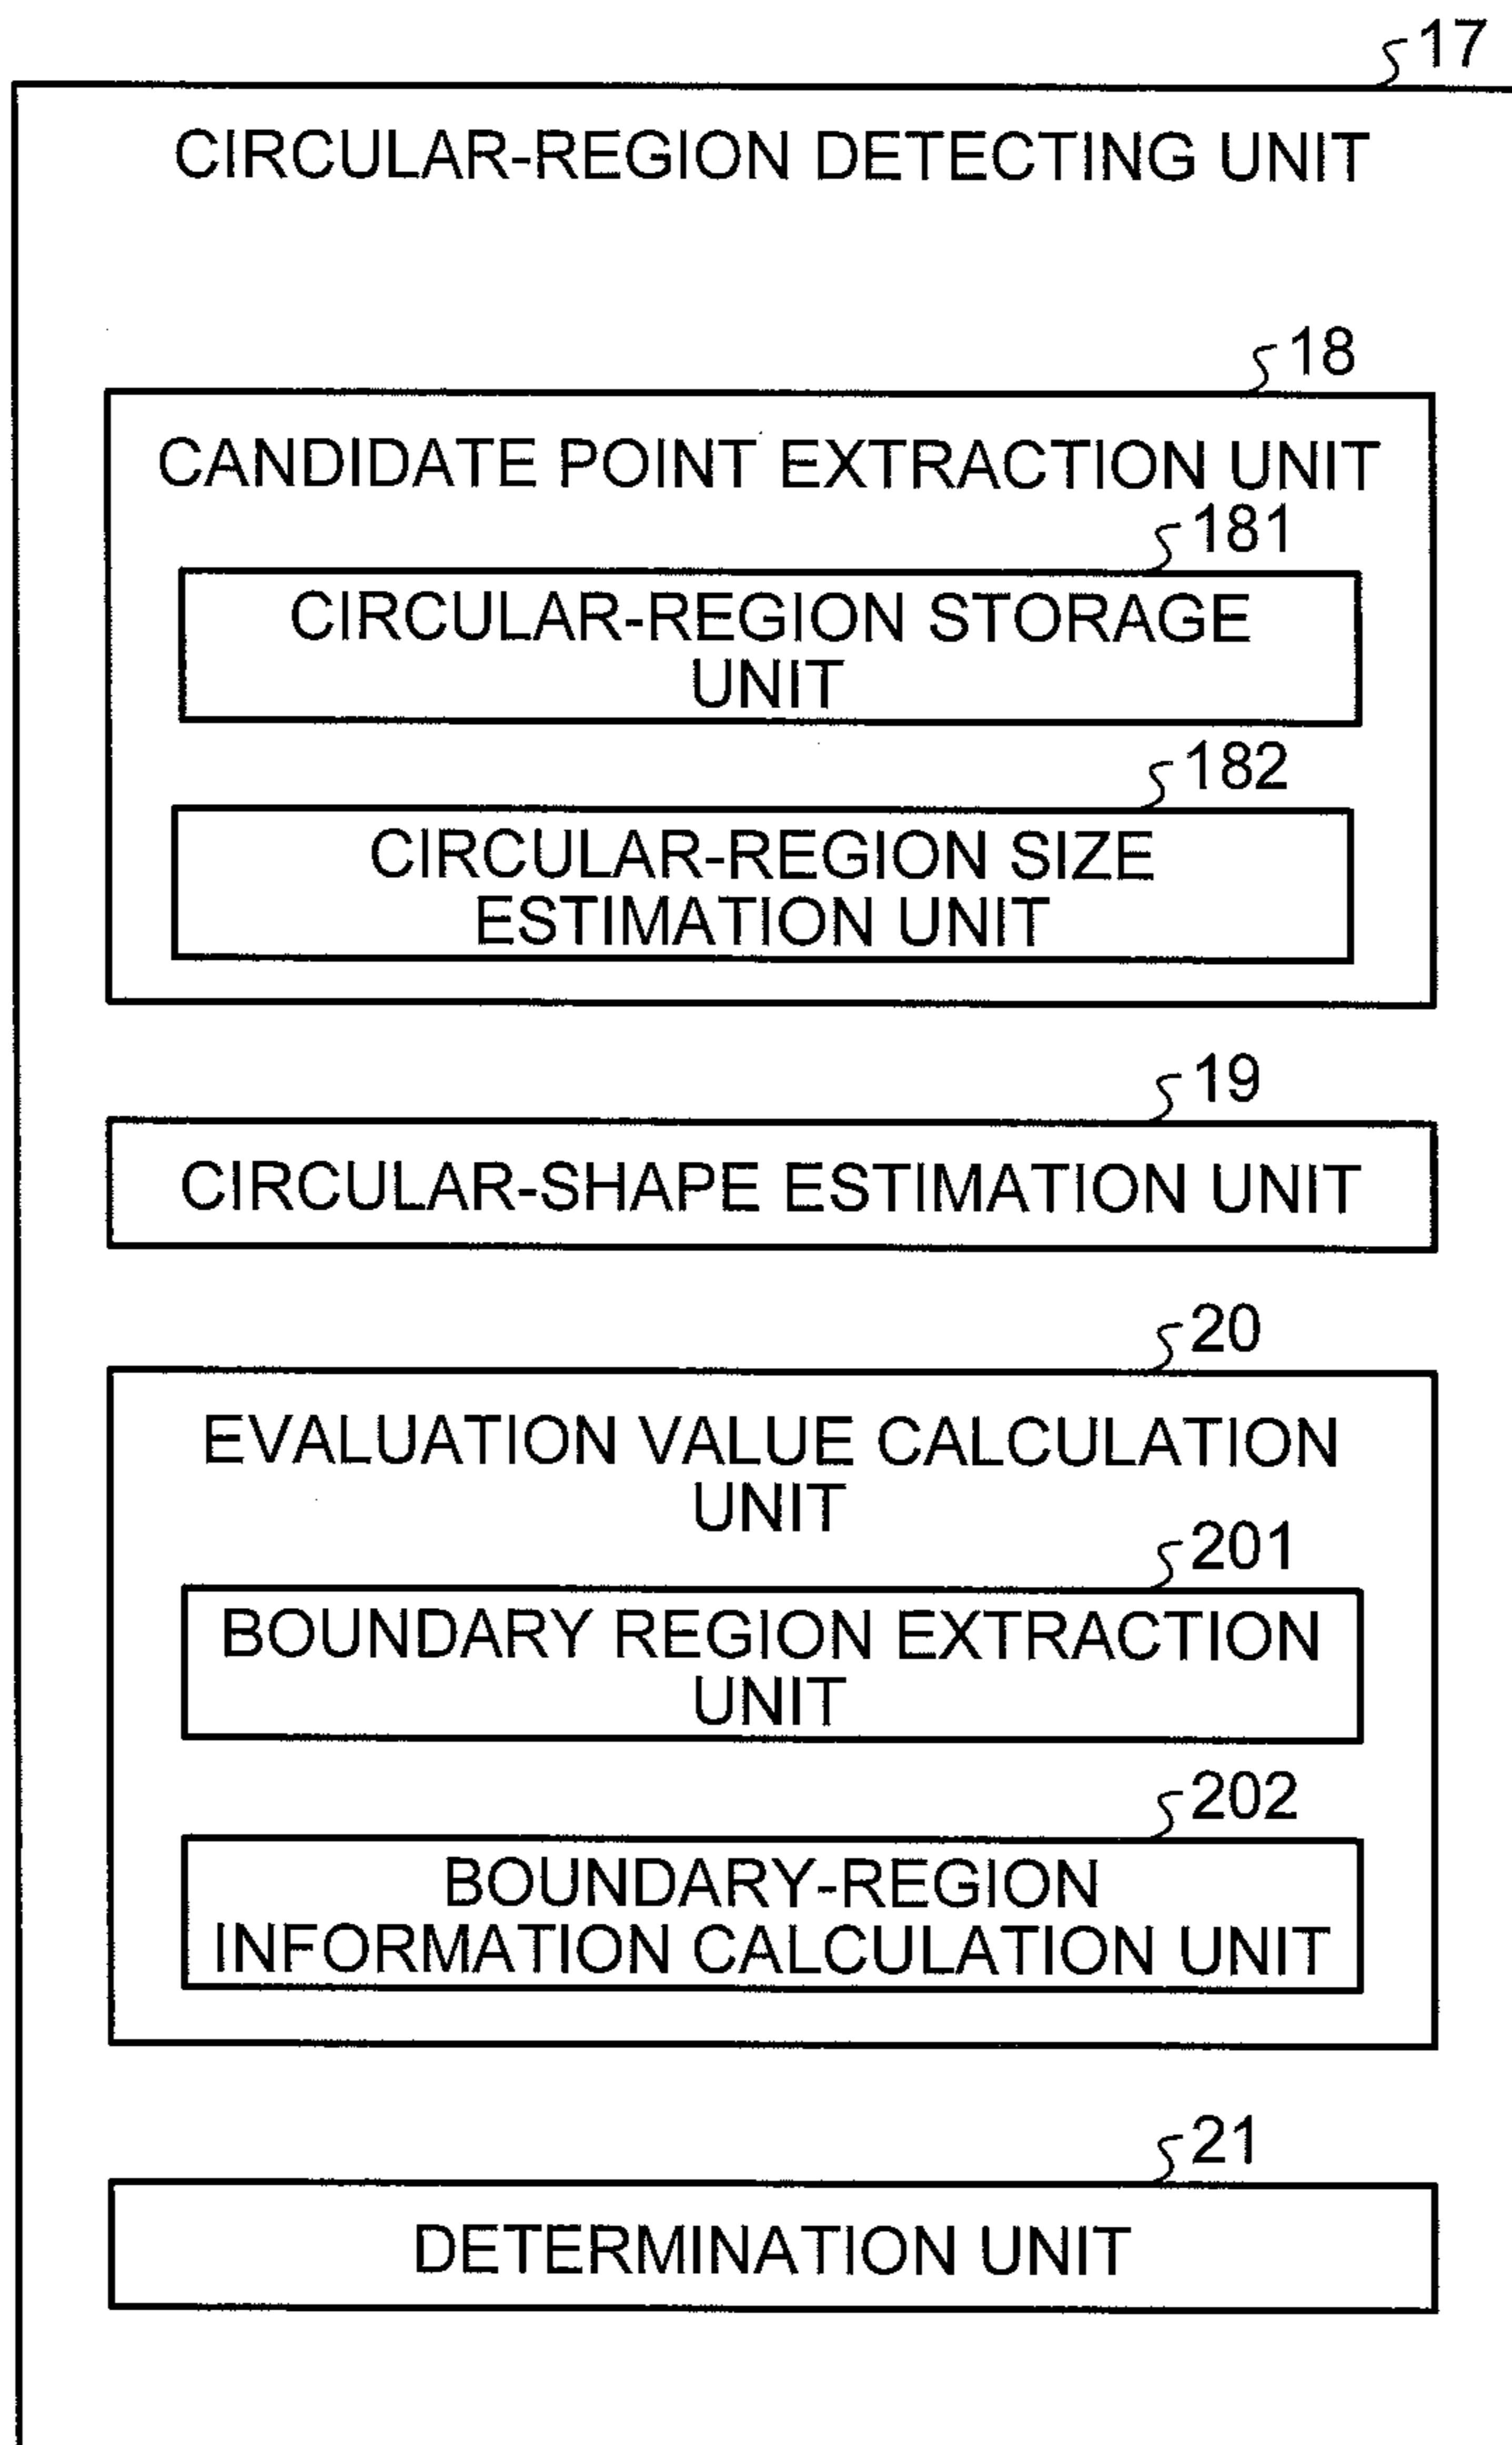 17
CIRCULAR-REGION DETECTING UNIT
18
CANDIDATE POINT EXTRACTION UNIT
181
CIRCULAR-REGION STORAGE
UNIT
182
CIRCULAR-REGION SIZE
ESTIMATION UNIT
19
CIRCULAR-SHAPE ESTIMATION UNIT
20
EVALUATION VALUE CALCULATION
UNIT
201
BOUNDARY REGION EXTRACTION
UNIT
202
BOUNDARY-REGION
INFORMATION CALCULATION UNIT
21
DETERMINATION UNIT